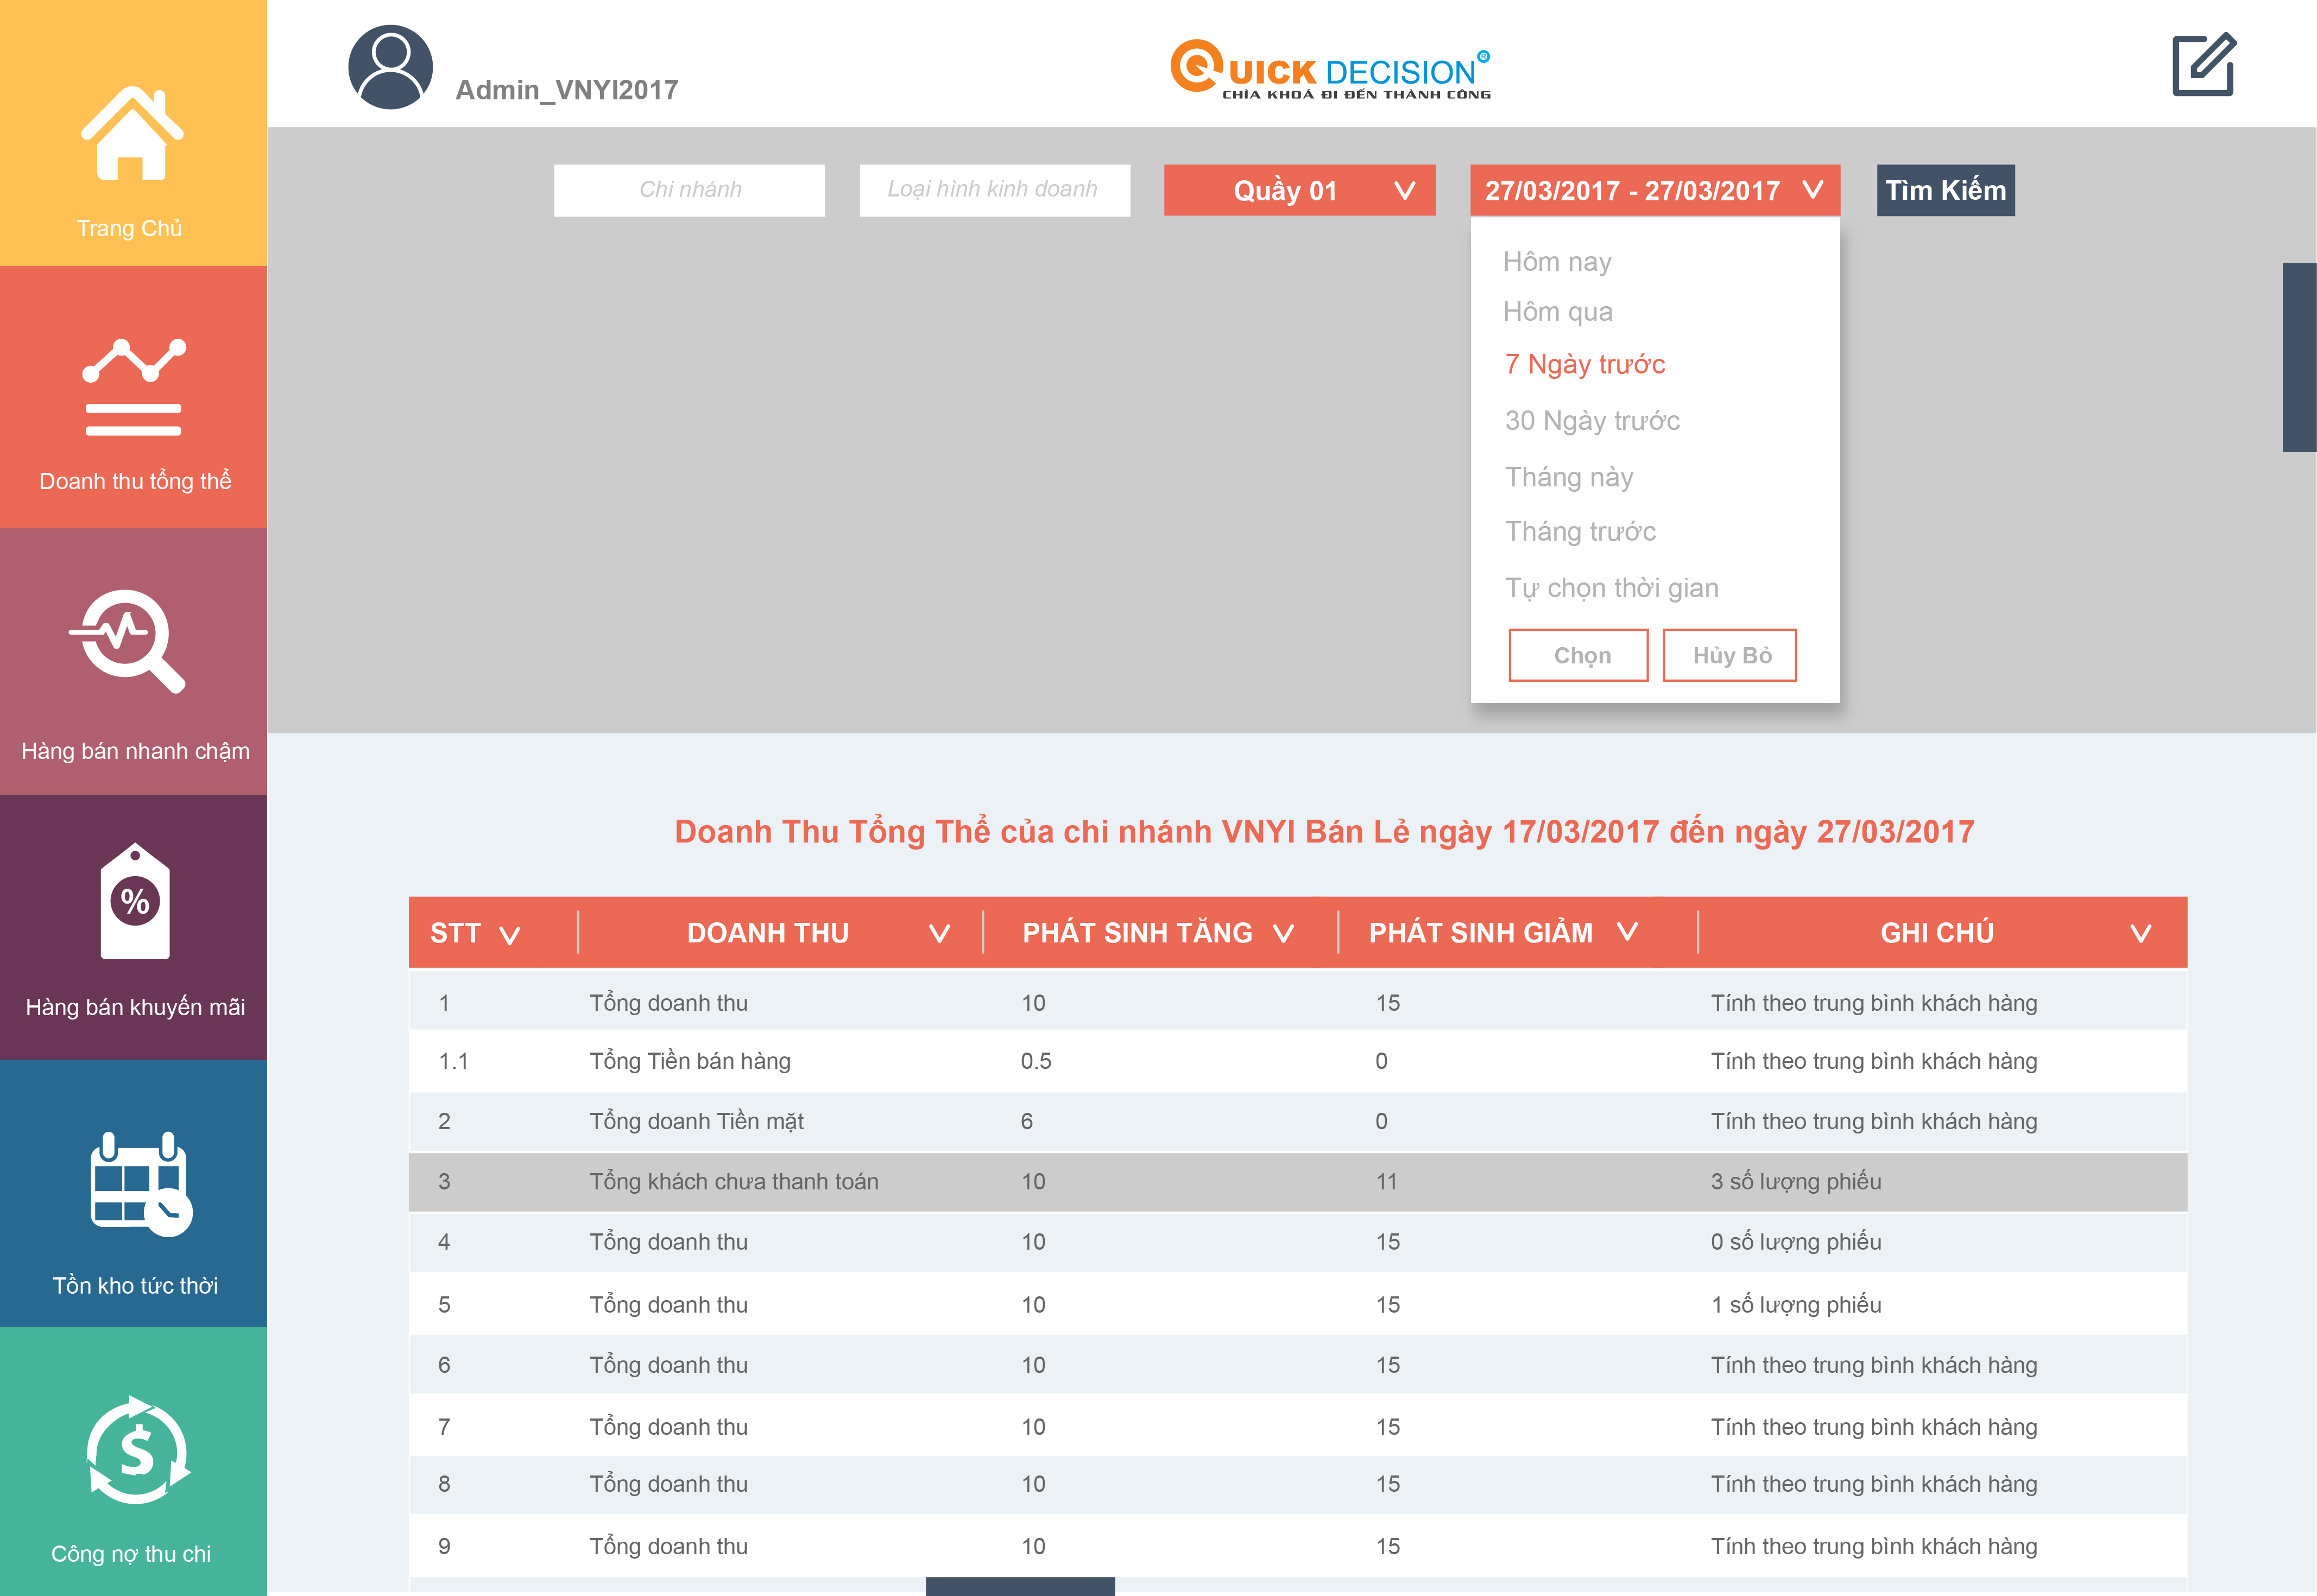 Admin_VNYI2017
QUICK DECISION ®
CHÌA KHOÁ ĐI ĐẾN THÀNH CÔNG
Chi nhánh
Loại hình kinh doanh
Quầy 01
27/03/2017 - 27/03/2017
Tìm Kiếm
Hôm nay
Hôm qua
7 Ngày trước
30 Ngày trước
Tháng này
Tháng trước
Tự chọn thời gian
Chọn
Hủy Bỏ
Trang Chủ
Doanh thu tổng thể
Hàng bán nhanh chậm
%
Hàng bán khuyến mãi
Tồn kho tức thời
$
Công nợ thu chi
Doanh Thu Tổng Thể của chi nhánh VNYI Bán Lẻ ngày 17/03/2017 đến ngày 27/03/2017
STT DOANH THU PHÁT SINH TĂNG PHÁT SINH GIẢM GHI CHÚ
1 Tổng doanh thu 10 15 Tính theo trung bình khách hàng
1.1 Tổng Tiền bán hàng 0.5 0 Tính theo trung bình khách hàng
2 Tổng doanh Tiền mặt 6 0 Tính theo trung bình khách hàng
3 Tổng khách chưa thanh toán 10 11 3 số lượng phiếu
4 Tổng doanh thu 10 15 0 số lượng phiếu
5 Tổng doanh thu 10 15 1 số lượng phiếu
6 Tổng doanh thu 10 15 Tính theo trung bình khách hàng
7 Tổng doanh thu 10 15 Tính theo trung bình khách hàng
8 Tổng doanh thu 10 15 Tính theo trung bình khách hàng
9 Tổng doanh thu 10 15 Tính theo trung bình khách hàng